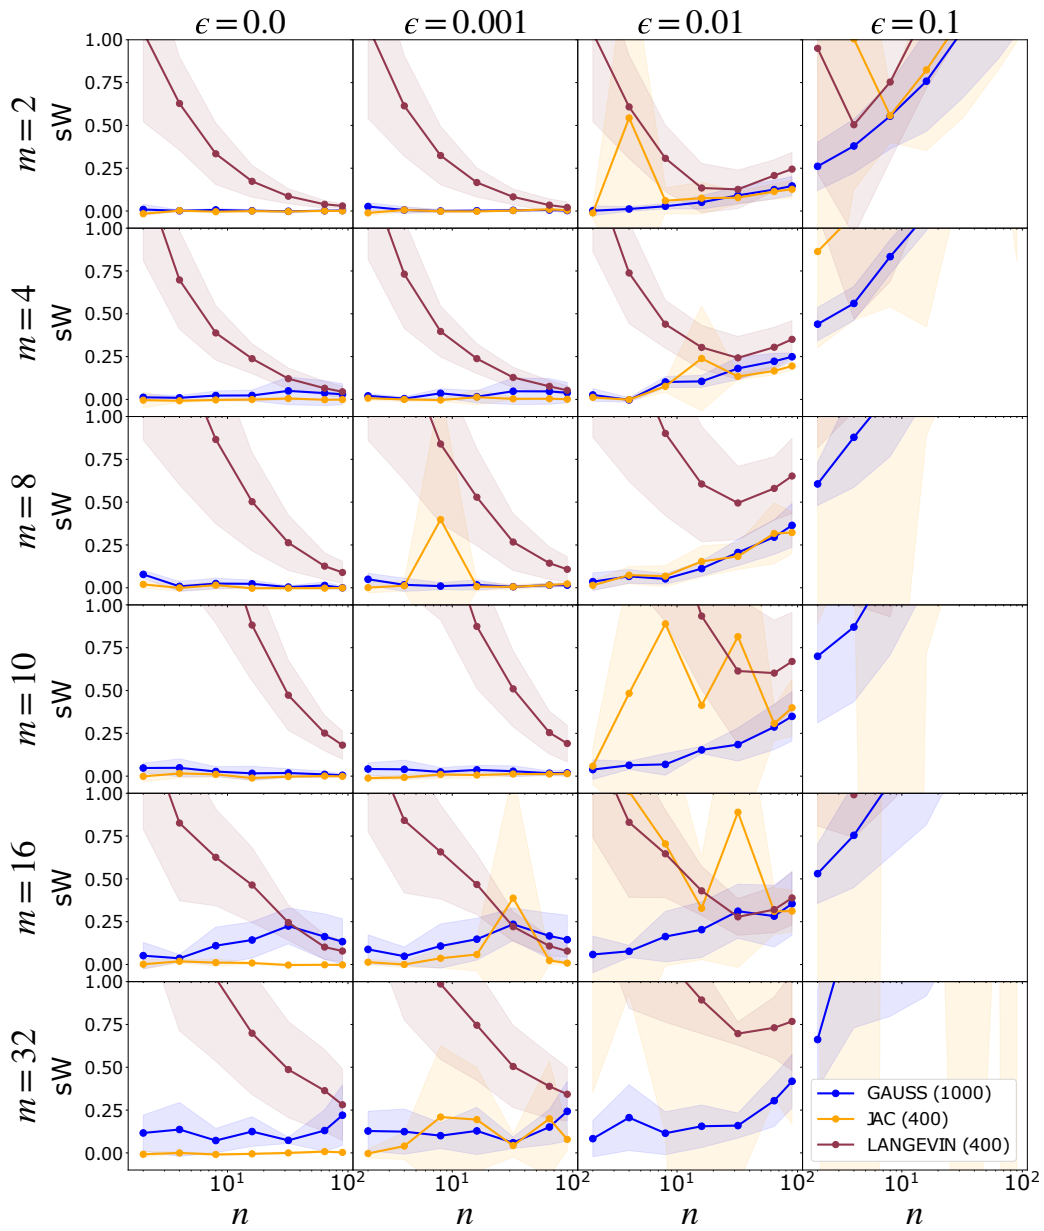 ϵ = 0.0 ϵ = 0.001 ϵ = 0.01 ϵ = 0.1
m = 2
sW
1.00
0.75
0.50
0.25
0.00
m = 4
sW
1.00
0.75
0.50
0.25
0.00
m = 8
sW
1.00
0.75
0.50
0.25
0.00
m = 10
sW
1.00
0.75
0.50
0.25
0.00
m = 16
sW
1.00
0.75
0.50
0.25
0.00
m = 32
sW
1.00
0.75
0.50
0.25
0.00
GAUSS (1000)
JAC (400)
LANGEVIN (400)
10¹ 10² 10¹ 10² 10¹ 10² 10¹ 10²
n n n n